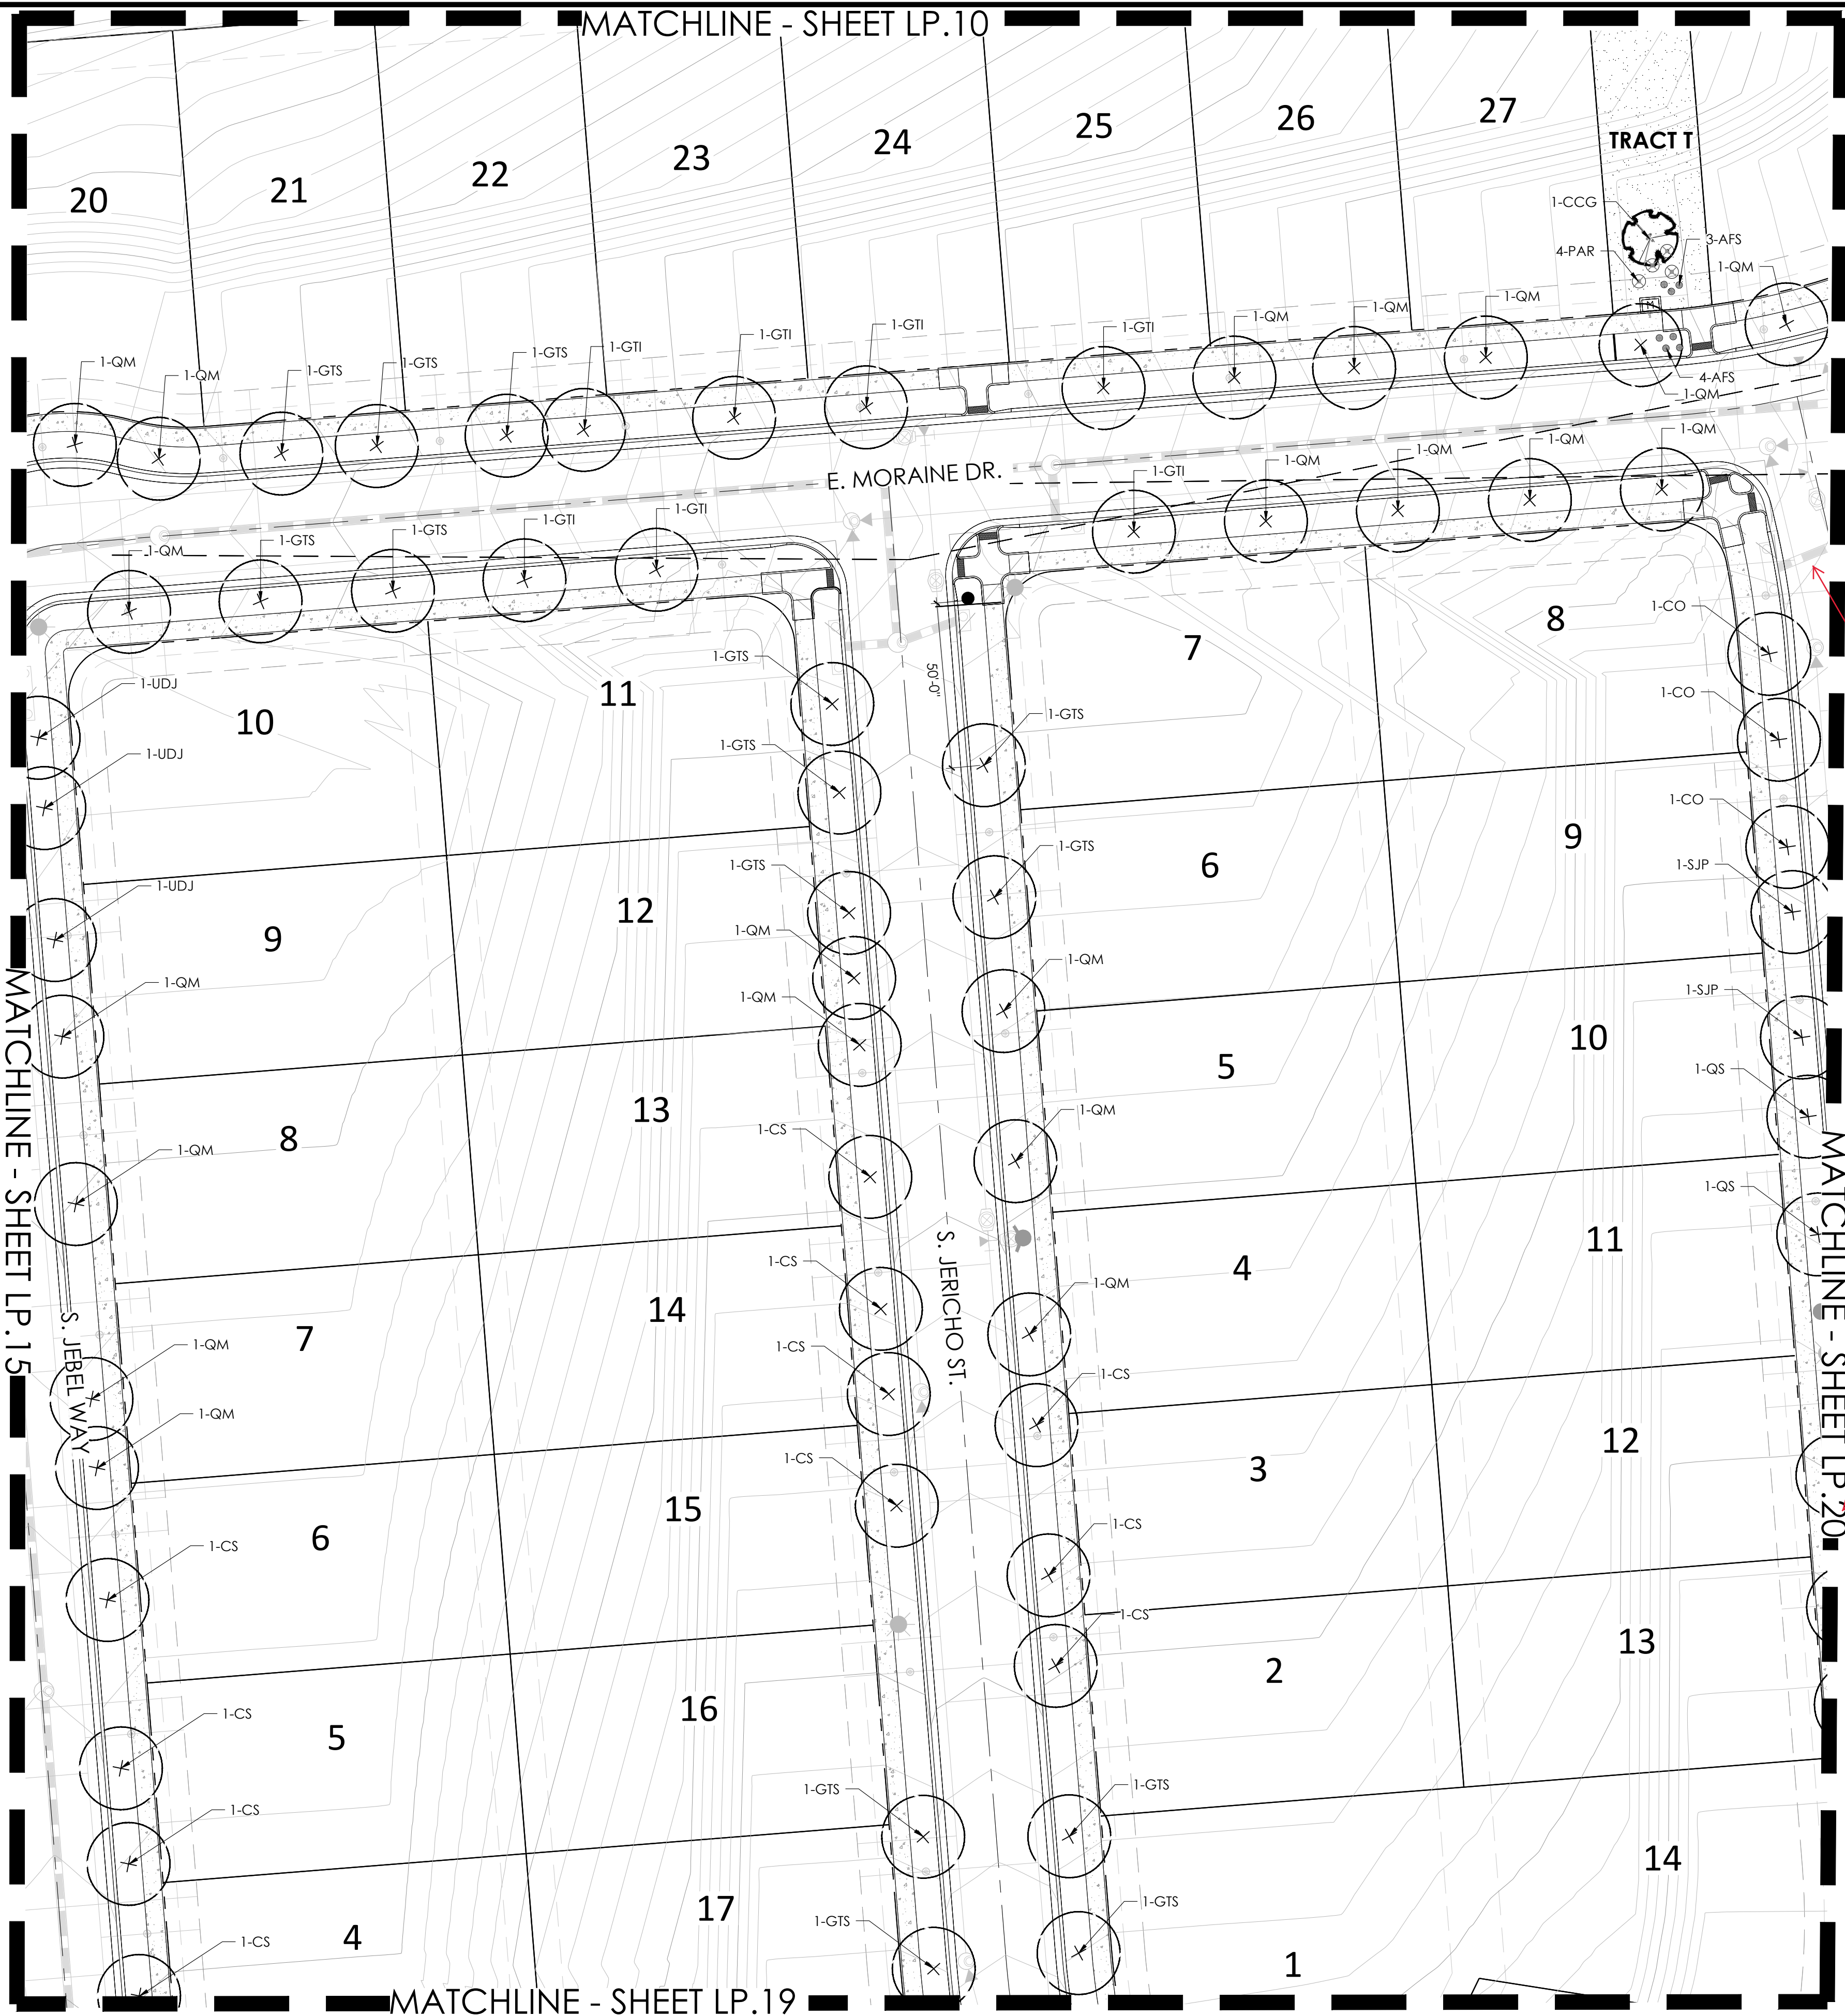 MATCHLINE - SHEET LP.10
20
21
22
23
24
25
26
27
TRACT T
1-CCG
4-PAR
3-AFS
1-QM
1-QM
1-QM
1-GTS
1-GTS
1-GTS
1-GTI
1-GTI
1-GTI
1-GTI
1-QM
1-QM
1-QM
4-AFS
1-QM
E. MORAINE DR.
1-QM
1-GTS
1-GTS
1-GTI
1-GTI
1-GTI
1-QM
1-QM
1-QM
1-QM
MATCHLINE - SHEET LP.15
S. JEBEL WAY
1-UDJ
1-UDJ
1-UDJ
1-QM
1-QM
1-QM
1-QM
1-CS
1-CS
1-CS
1-CS
10
9
8
7
6
5
4
11
12
13
14
15
16
17
1-GTS
1-GTS
1-GTS
1-QM
1-QM
1-CS
1-CS
1-CS
1-CS
1-GTS
1-GTS
50'-0"
S. JERICHO ST.
1-GTS
1-GTS
1-QM
1-QM
1-QM
1-CS
1-CS
1-CS
1-GTS
1-GTS
7
6
5
4
3
2
1
8
9
10
11
12
13
14
1-CO
1-CO
1-CO
1-SJP
1-SJP
1-QS
1-QS
MATCHLINE - SHEET LP.20
MATCHLINE - SHEET LP.19